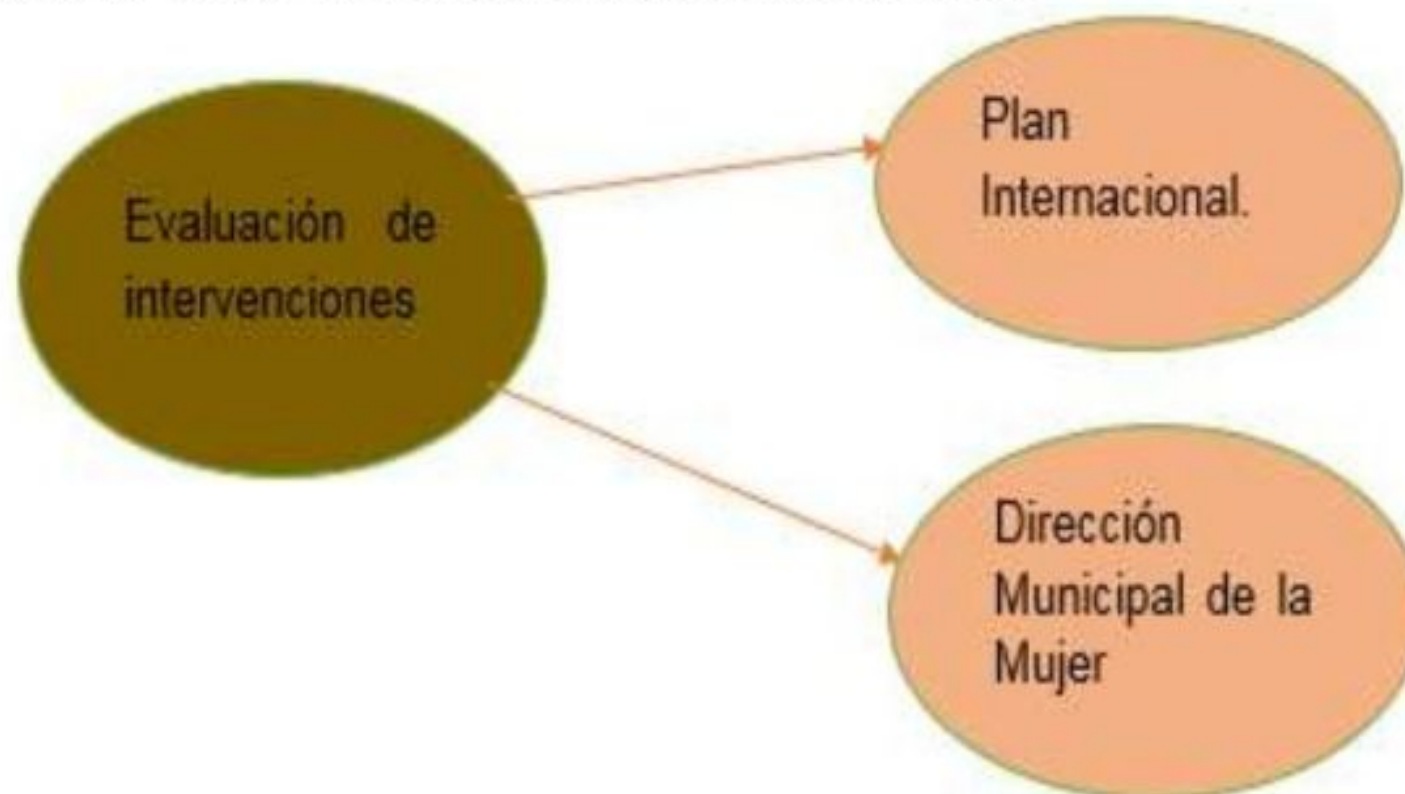 Evaluación de
intervenciones
Plan
Internacional.
Dirección
Municipal de la
Mujer